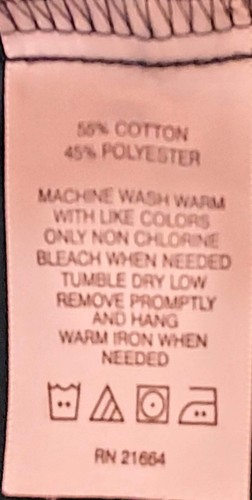 55% COTTON
45% POLYESTER
MACHINE WASH WARM
WITH LIKE COLORS
ONLY NON CHLORINE
BLEACH WHEN NEEDED
TUMBLE DRY LOW
REMOVE PROMPTLY
AND HANG
WARM IRON WHEN
NEEDED
RN 21664